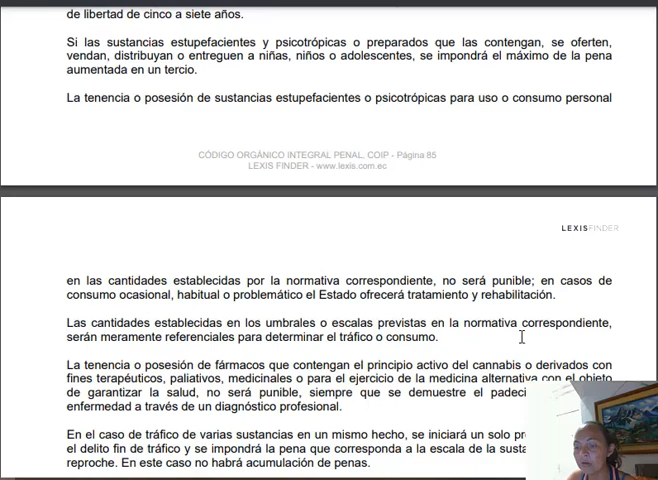 de libertad de cinco a siete años.
Si las sustancias estupefacientes y psicotrópicas o preparados que las contengan, se oferten,
vendan, distribuyan o entreguen a niñas, niños o adolescentes, se impondrá el máximo de la pena
aumentada en un tercio.
La tenencia o posesión de sustancias estupefacientes o psicotrópicas para uso o consumo personal
CÓDIGO ORGÁNICO INTEGRAL PENAL, COIP - Página 85
LEXIS FINDER - www.lexis.com.ec
LEXISFINDER
en las cantidades establecidas por la normativa correspondiente, no será punible; en casos de
consumo ocasional, habitual o problemático el Estado ofrecerá tratamiento y rehabilitación.
Las cantidades establecidas en los umbrales o escalas previstas en la normativa correspondiente,
serán meramente referenciales para determinar el tráfico o consumo.
La tenencia o posesión de fármacos que contengan el principio activo del cannabis o derivados con
fines terapéuticos, paliativos, medicinales o para el ejercicio de la medicina alternativa con el objeto
de garantizar la salud, no será punible, siempre que se demuestre el
enfermedad a través de un diagnóstico profesional.
En el caso de tráfico de varias sustancias en un mismo hecho, se iniciará un solo
el delito fin de tráfico y se impondrá la pena que corresponda a la escala de la
reproche. En este caso no habrá acumulación de penas.